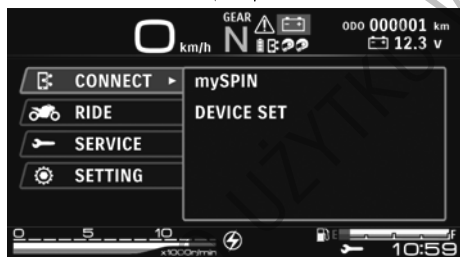 GEAR
ODO 000001 km
0 km/h N 12.3 V
CONNECT mySPIN
RIDE DEVICE SET
SERVICE
SETTING
0 5 10
x1000r/min
E F
10:59
UŻYTKU